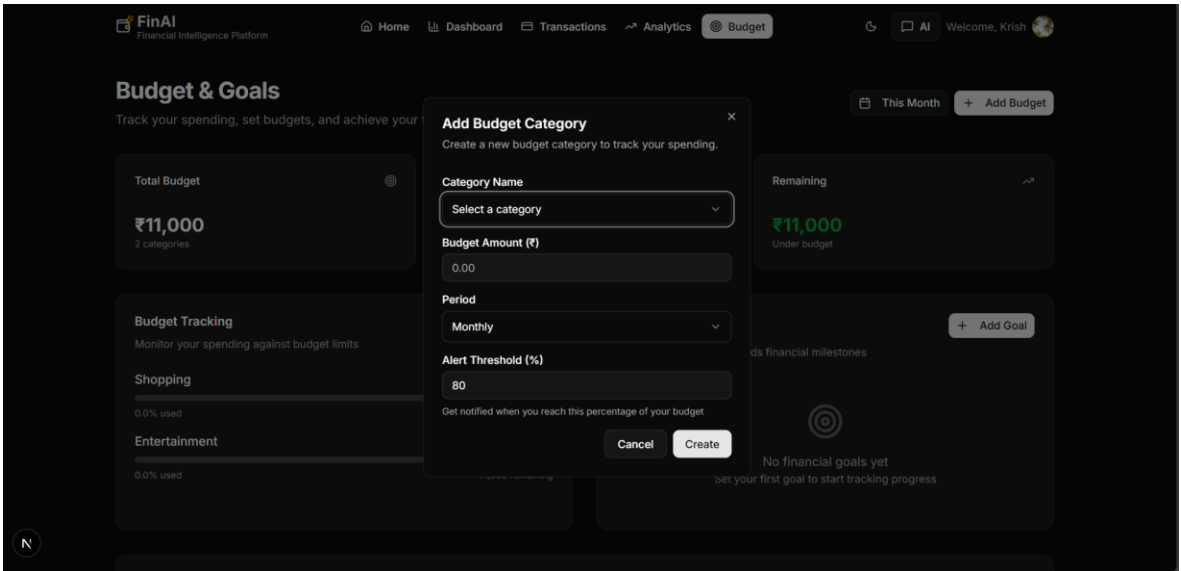 FinAI
Financial Intelligence Platform
Home
Dashboard
Transactions
Analytics
Budget
AI
Welcome, Krish
Budget & Goals
Track your spending, set budgets, and achieve your
This Month
+ Add Budget
Total Budget
₹11,000
2 categories
Remaining
₹11,000
Under budget
Budget Tracking
Monitor your spending against budget limits
Shopping
0.0% used
Entertainment
0.0% used
remaining
+ Add Goal
financial milestones
No financial goals yet
Set your first goal to start tracking progress
Add Budget Category
Create a new budget category to track your spending.
Category Name
Select a category
Budget Amount (₹)
0.00
Period
Monthly
Alert Threshold (%)
80
Get notified when you reach this percentage of your budget
Cancel
Create
N